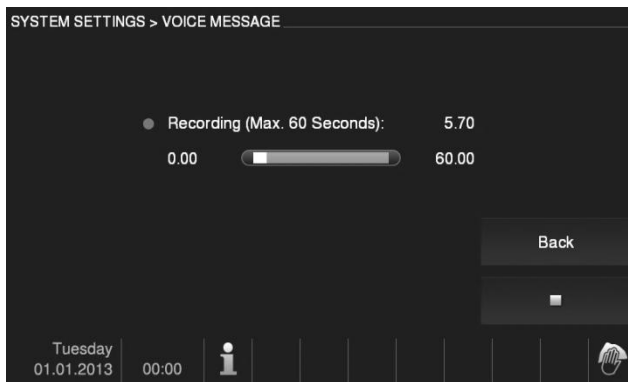 SYSTEM SETTINGS > VOICE MESSAGE
Recording (Max. 60 Seconds): 5.70
0.00 60.00
Back
Tuesday
01.01.2013 00:00